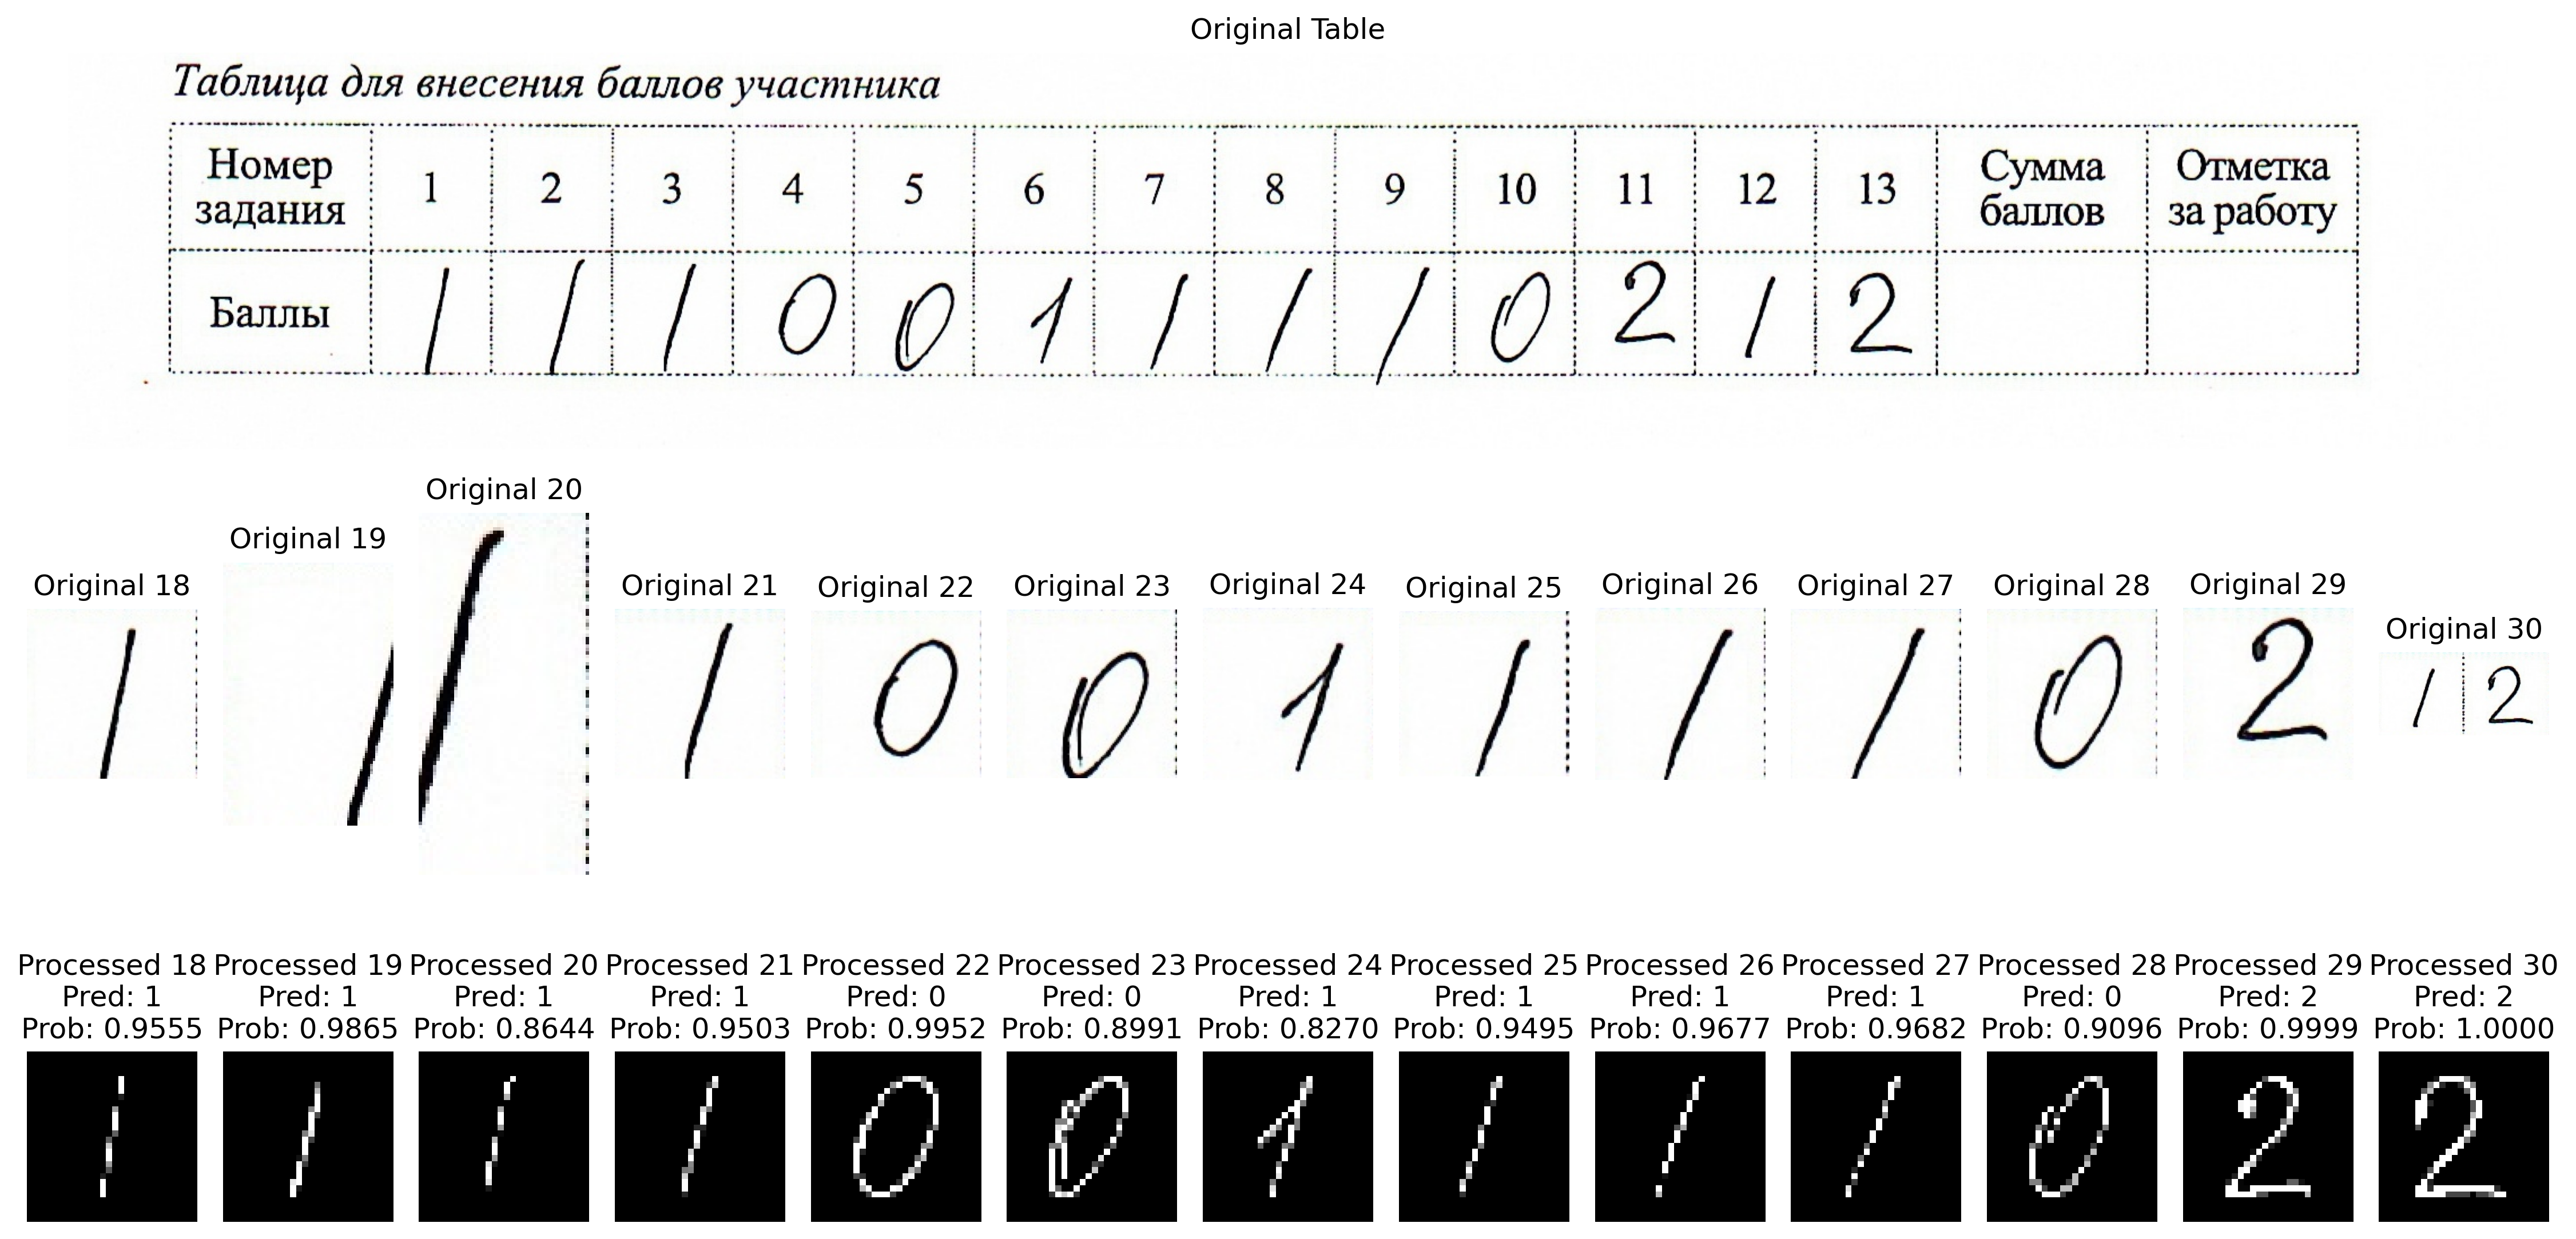 Original Table
Таблица для внесения баллов участника
Номер задания 1 2 3 4 5 6 7 8 9 10 11 12 13 Сумма баллов Отметка за работу
Баллы 1 1 1 0 0 1 1 1 1 0 2 1 2
Original 18 Original 19 Original 20 Original 21 Original 22 Original 23 Original 24 Original 25 Original 26 Original 27 Original 28 Original 29 Original 30
1 1 1 1 0 0 1 1 1 1 0 2 1 2
Processed 18 Processed 19 Processed 20 Processed 21 Processed 22 Processed 23 Processed 24 Processed 25 Processed 26 Processed 27 Processed 28 Processed 29 Processed 30
Pred: 1 Pred: 1 Pred: 1 Pred: 1 Pred: 0 Pred: 0 Pred: 1 Pred: 1 Pred: 1 Pred: 1 Pred: 0 Pred: 2 Pred: 2
Prob: 0.9555 Prob: 0.9865 Prob: 0.8644 Prob: 0.9503 Prob: 0.9952 Prob: 0.8991 Prob: 0.8270 Prob: 0.9495 Prob: 0.9677 Prob: 0.9682 Prob: 0.9096 Prob: 0.9999 Prob: 1.0000
1 1 1 1 0 0 1 1 1 1 0 2 2